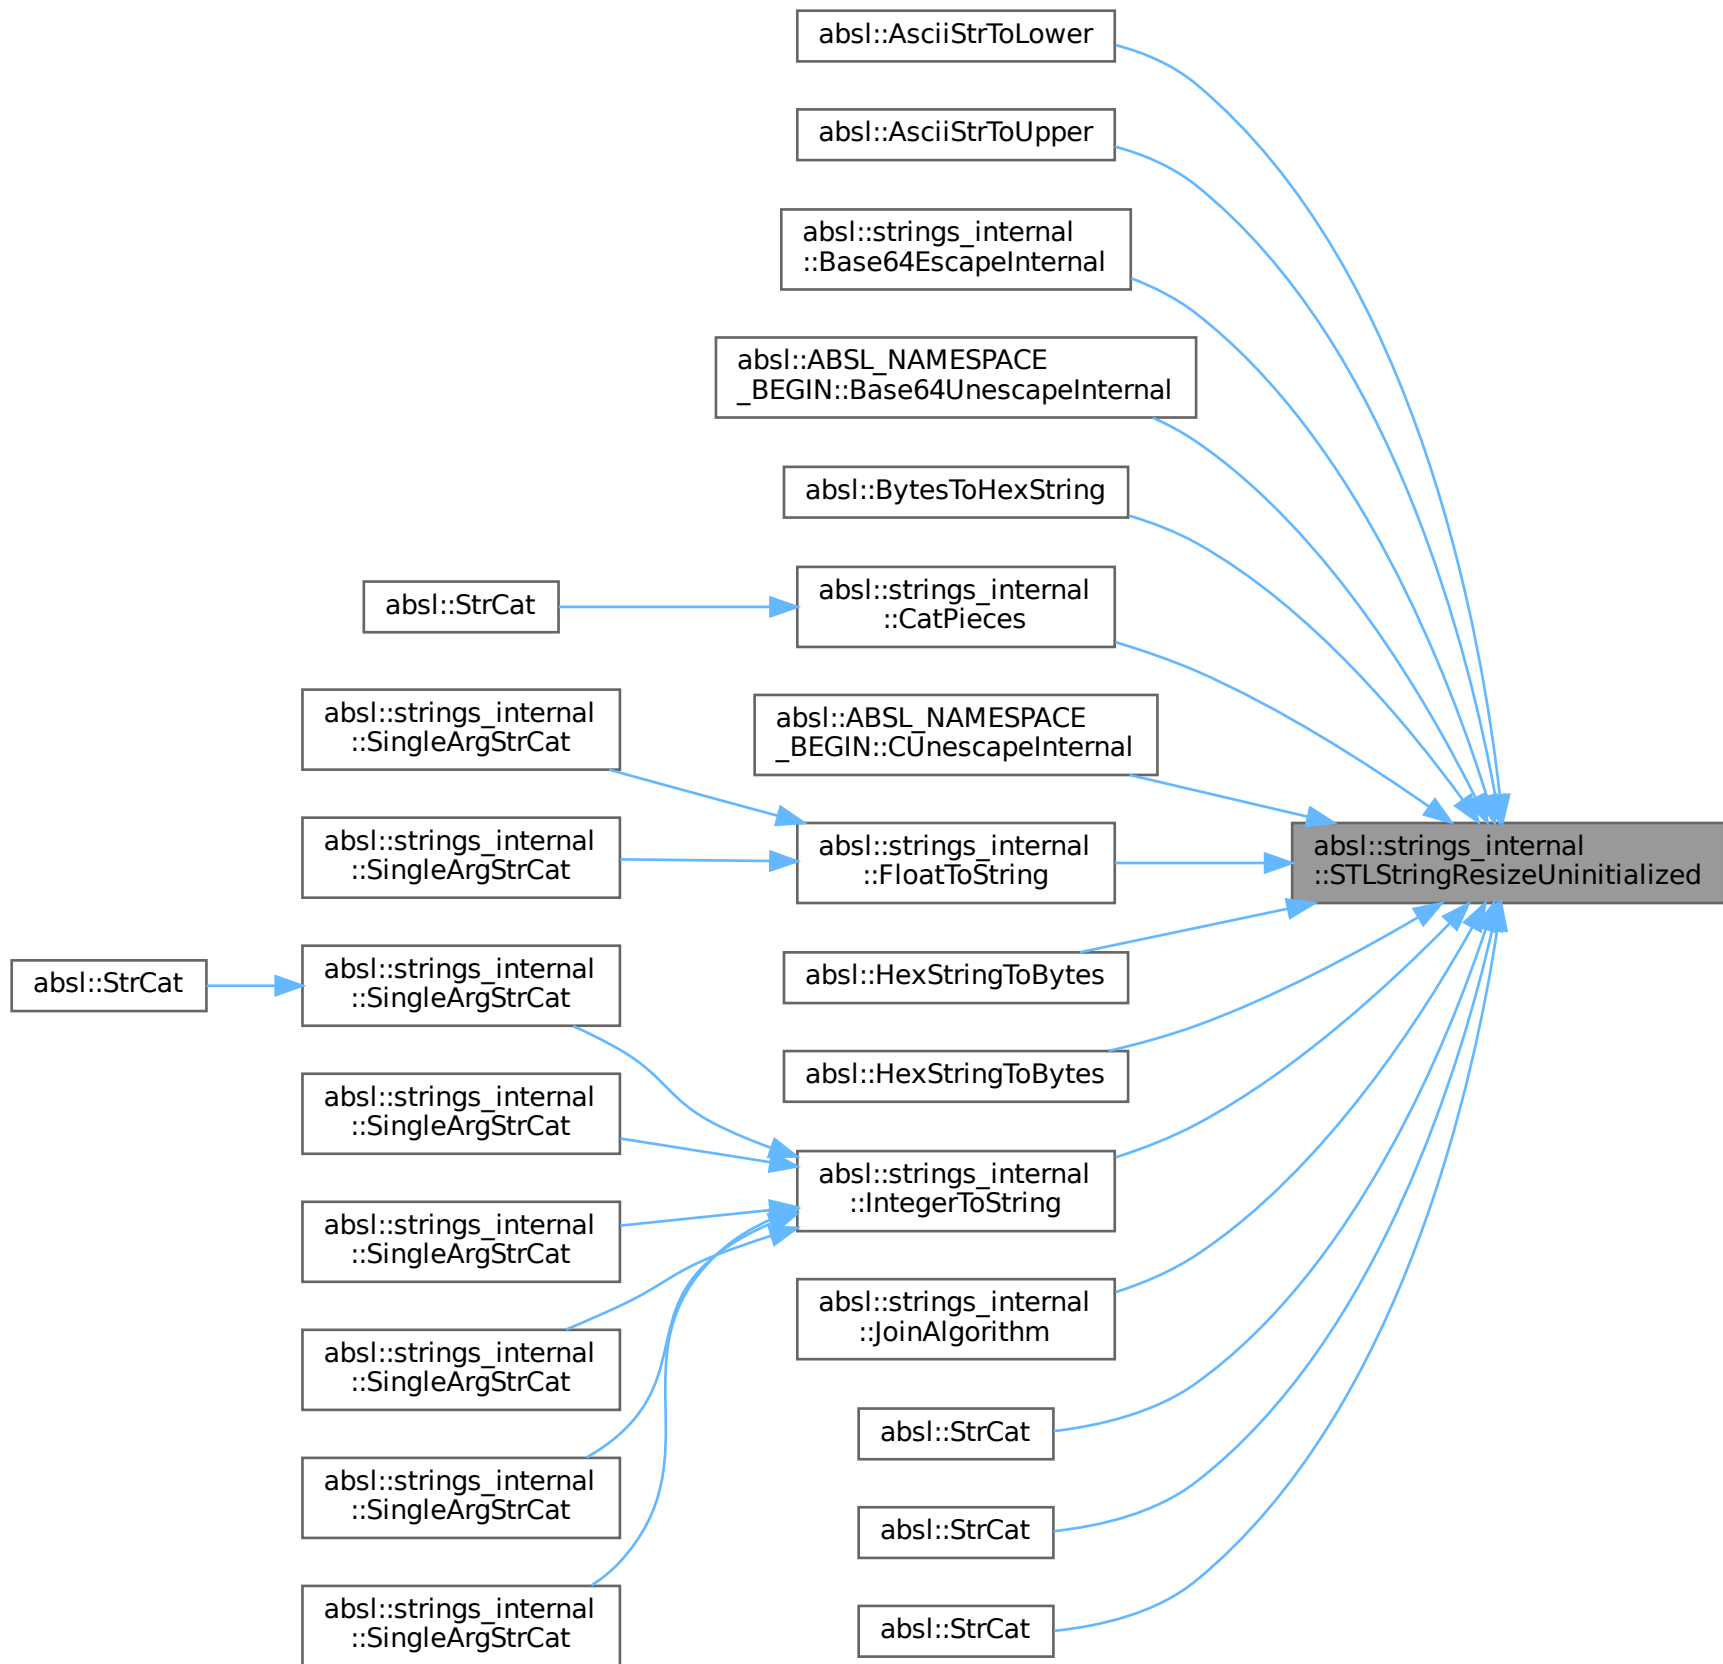 absl::AsciiStrToLower
absl::AsciiStrToUpper
absl::strings_internal
::Base64EscapeInternal
absl::ABSL_NAMESPACE
_BEGIN::Base64UnescapeInternal
absl::BytesToHexString
absl::StrCat
absl::strings_internal
::CatPieces
absl::strings_internal
::SingleArgStrCat
absl::ABSL_NAMESPACE
_BEGIN::CUnescapeInternal
absl::strings_internal
::SingleArgStrCat
absl::strings_internal
::FloatToString
absl::strings_internal
::STLStringResizeUninitialized
absl::StrCat
absl::strings_internal
::SingleArgStrCat
absl::HexStringToBytes
absl::HexStringToBytes
absl::strings_internal
::SingleArgStrCat
absl::strings_internal
::IntegerToString
absl::strings_internal
::SingleArgStrCat
absl::strings_internal
::JoinAlgorithm
absl::strings_internal
::SingleArgStrCat
absl::StrCat
absl::strings_internal
::SingleArgStrCat
absl::StrCat
absl::strings_internal
::SingleArgStrCat
absl::StrCat